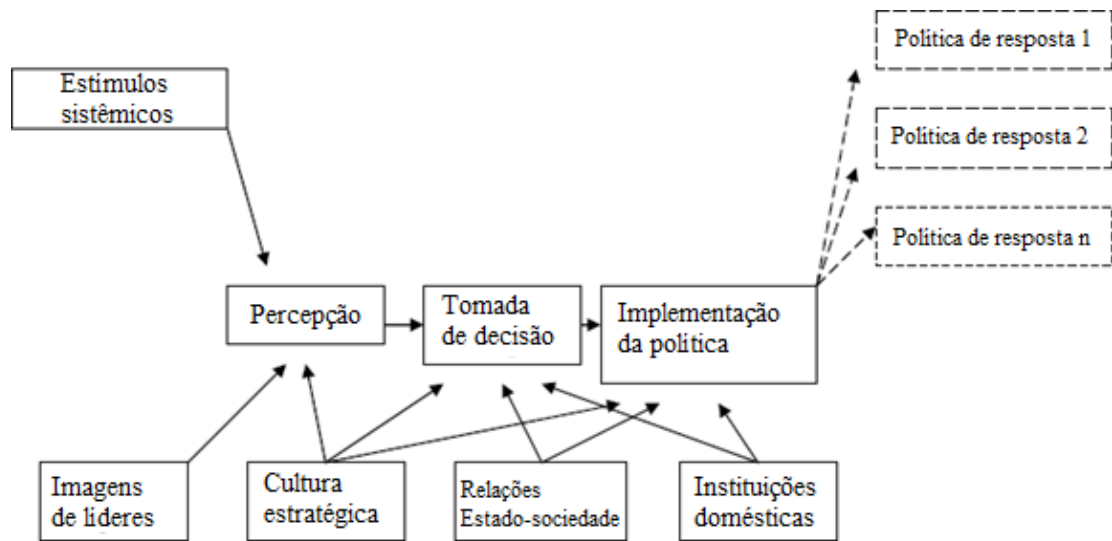 Política de resposta 1
Estímulos
sistêmicos
Política de resposta 2
Política de resposta n
Percepção
Tomada
de decisão
Implementação
da política
Imagens
de líderes
Cultura
estratégica
Relações
Estado-sociedade
Instituições
domésticas